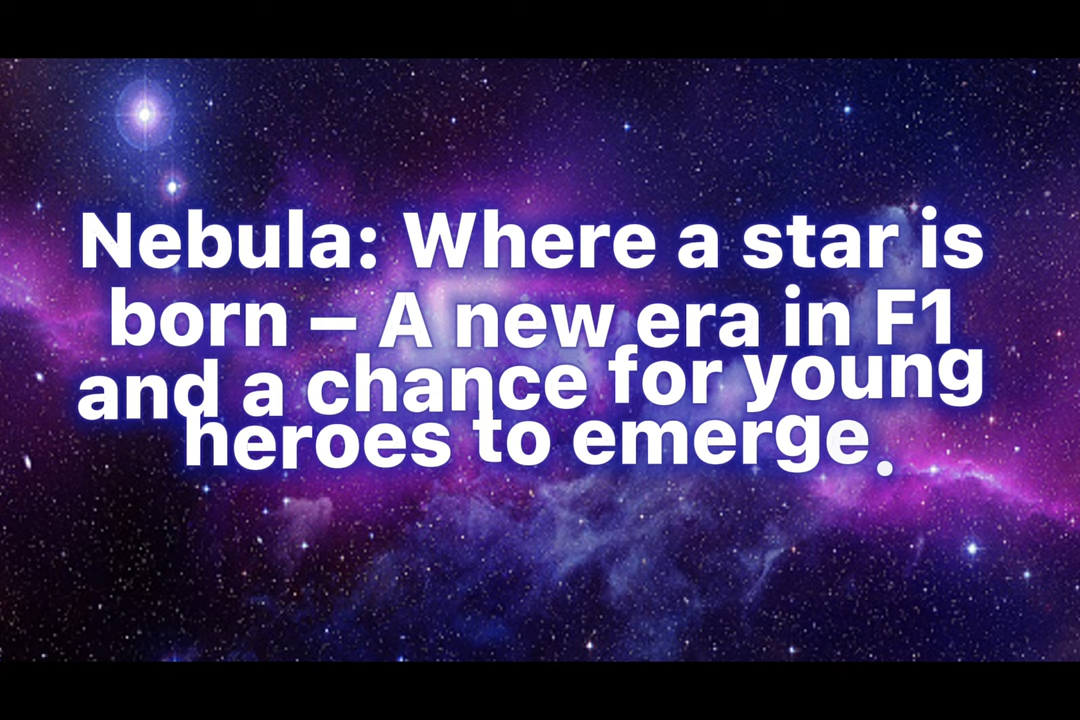 Nebula: Where a star is
born – A new era in F1
and a chance for young
heroes to emerge.